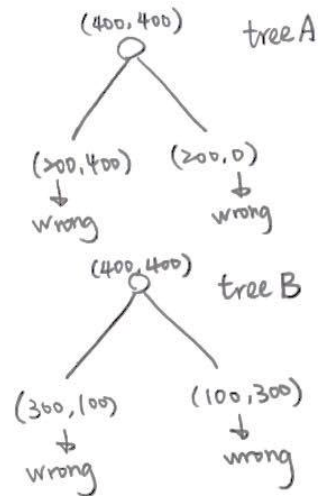 (400,400) tree A
(200,400) (200,0)
wrong wrong
(400,400) tree B
(300,100) (100,300)
wrong wrong